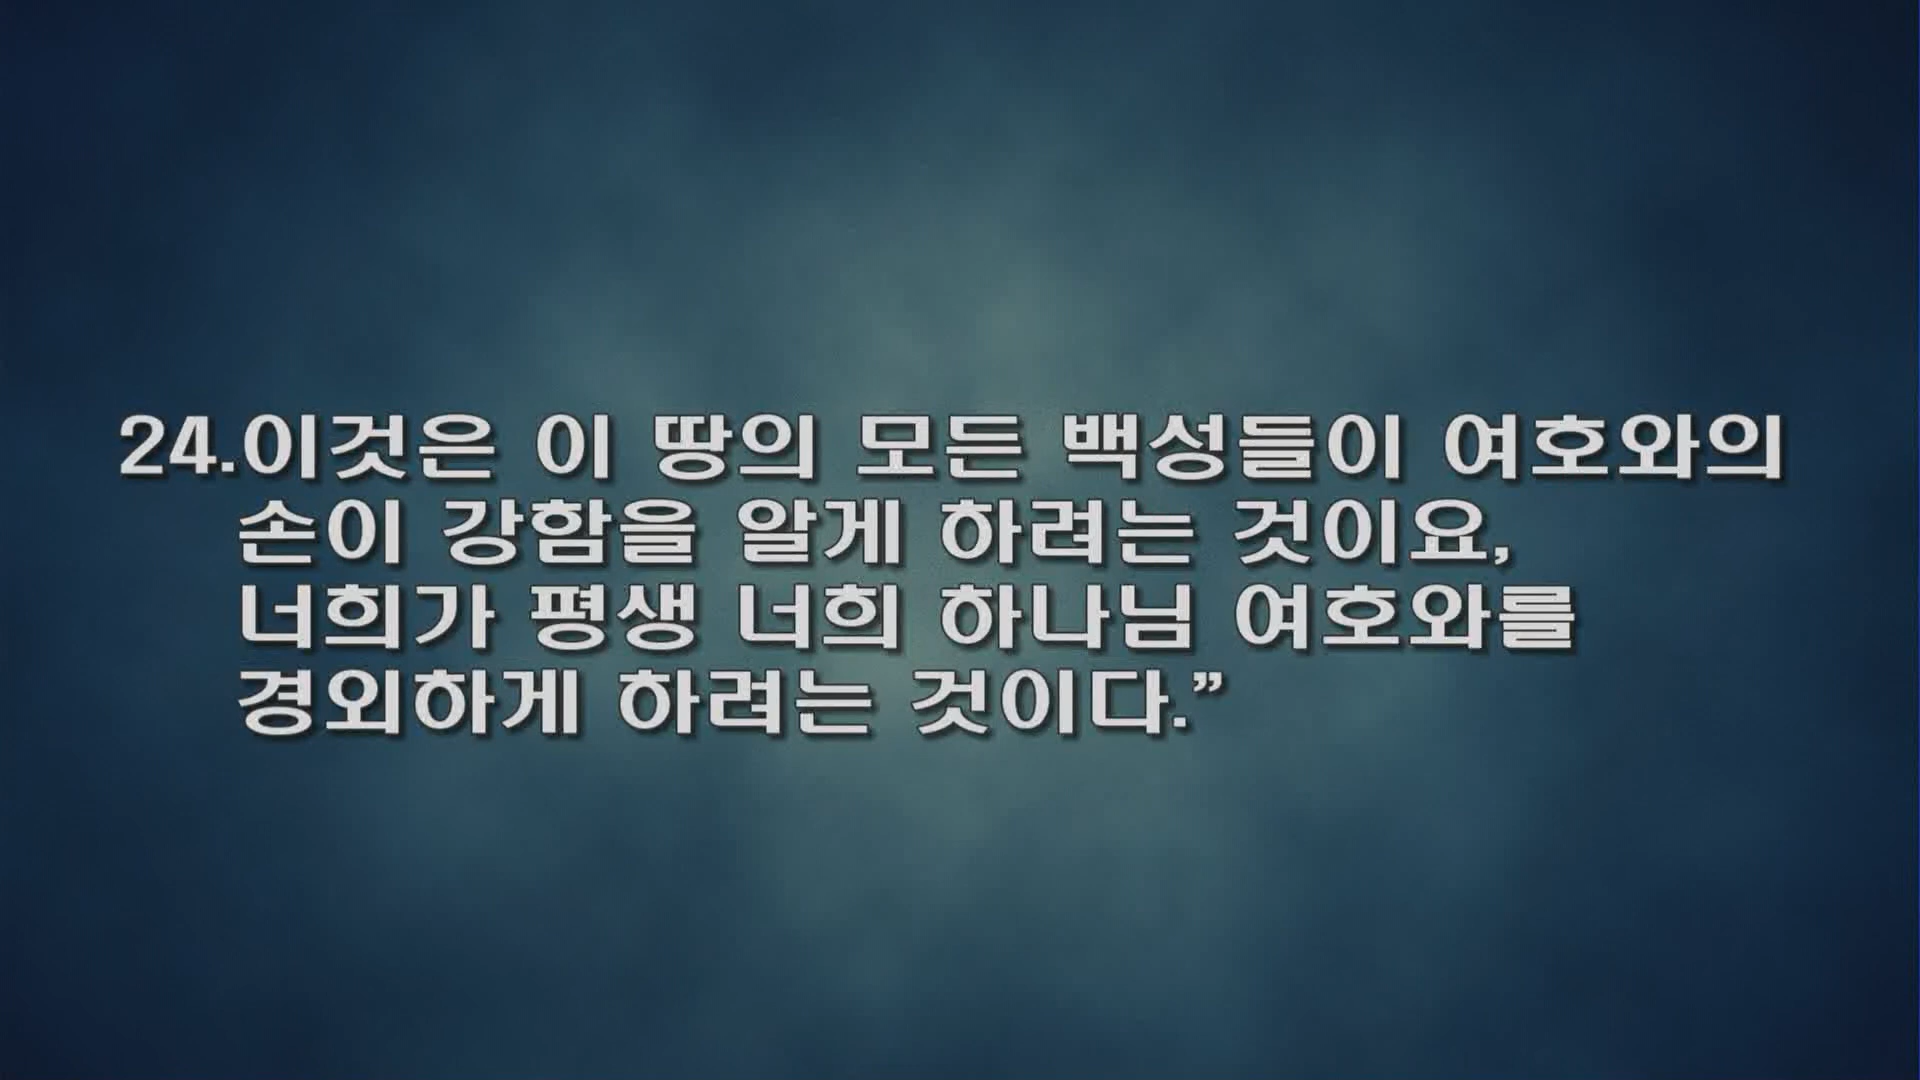 24.이것은 이 땅의 모든 백성들이 여호와의
손이 강함을 알게 하려는 것이요,
너희가 평생 너희 하나님 여호와를
경외하게 하려는 것이다.”